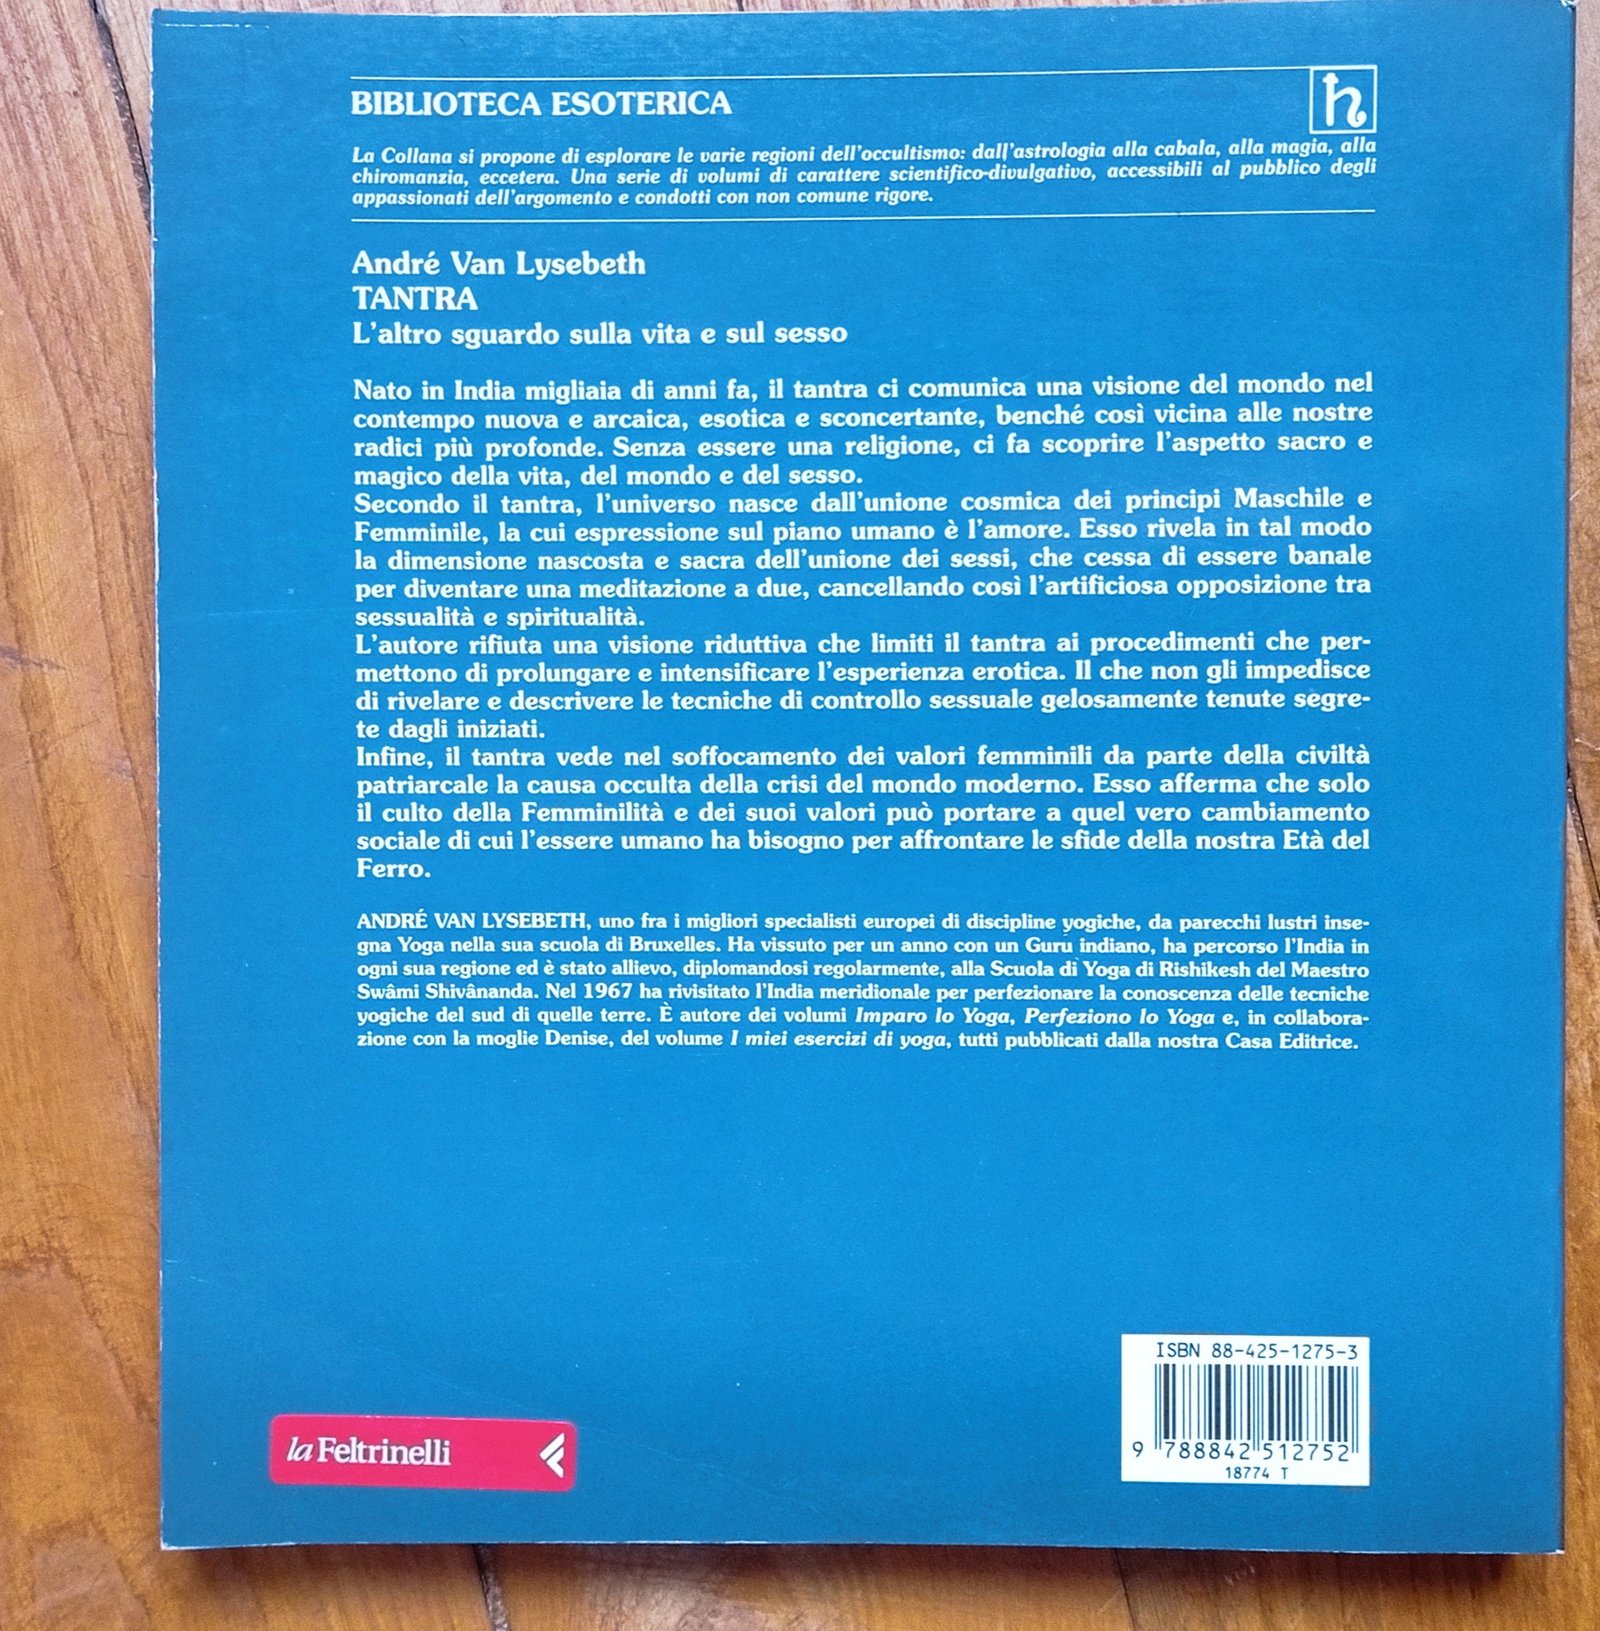 BIBLIOTECA ESOTERICA
h
La Collana si propone di esplorare le varie regioni dell'occultismo: dall'astrologia alla cabala, alla magia, alla
chiromanzia, eccetera. Una serie di volumi di carattere scientifico-divulgativo, accessibili al pubblico degli
appassionati dell'argomento e condotti con non comune rigore.
André Van Lysebeth
TANTRA
L'altro sguardo sulla vita e sul sesso
Nato in India migliaia di anni fa, il tantra ci comunica una visione del mondo nel
contempo nuova e arcaica, esotica e sconcertante, benché così vicina alle nostre
radici più profonde. Senza essere una religione, ci fa scoprire l'aspetto sacro e
magico della vita, del mondo e del sesso.
Secondo il tantra, l'universo nasce dall'unione cosmica dei principi Maschile e
Femminile, la cui espressione sul piano umano è l'amore. Esso rivela in tal modo
la dimensione nascosta e sacra dell'unione dei sessi, che cessa di essere banale
per diventare una meditazione a due, cancellando così l'artificiosa opposizione tra
sessualità e spiritualità.
L'autore rifiuta una visione riduttiva che limiti il tantra ai procedimenti che per-
mettono di prolungare e intensificare l'esperienza erotica. Il che non gli impedisce
di rivelare e descrivere le tecniche di controllo sessuale gelosamente tenute segre-
te dagli iniziati.
Infine, il tantra vede nel soffocamento dei valori femminili da parte della civiltà
patriarcale la causa occulta della crisi del mondo moderno. Esso afferma che solo
il culto della Femminilità e dei suoi valori può portare a quel vero cambiamento
sociale di cui l'essere umano ha bisogno per affrontare le sfide della nostra Età del
Ferro.
ANDRÉ VAN LYSEBETH, uno fra i migliori specialisti europei di discipline yogiche, da parecchi lustri inse-
gna Yoga nella sua scuola di Bruxelles. Ha vissuto per un anno con un Guru indiano, ha percorso l'India in
ogni sua regione ed è stato allievo, diplomandosi regolarmente, alla Scuola di Yoga di Rishikesh del Maestro
Swâmi Shivânanda. Nel 1967 ha rivisitato l'India meridionale per perfezionare la conoscenza delle tecniche
yogiche del sud di quelle terre. È autore dei volumi Imparo lo Yoga, Perfeziono lo Yoga e, in collabora-
zione con la moglie Denise, del volume I miei esercizi di yoga, tutti pubblicati dalla nostra Casa Editrice.
ISBN 88-425-1275-3
9 788842 512752
18774 T
la Feltrinelli